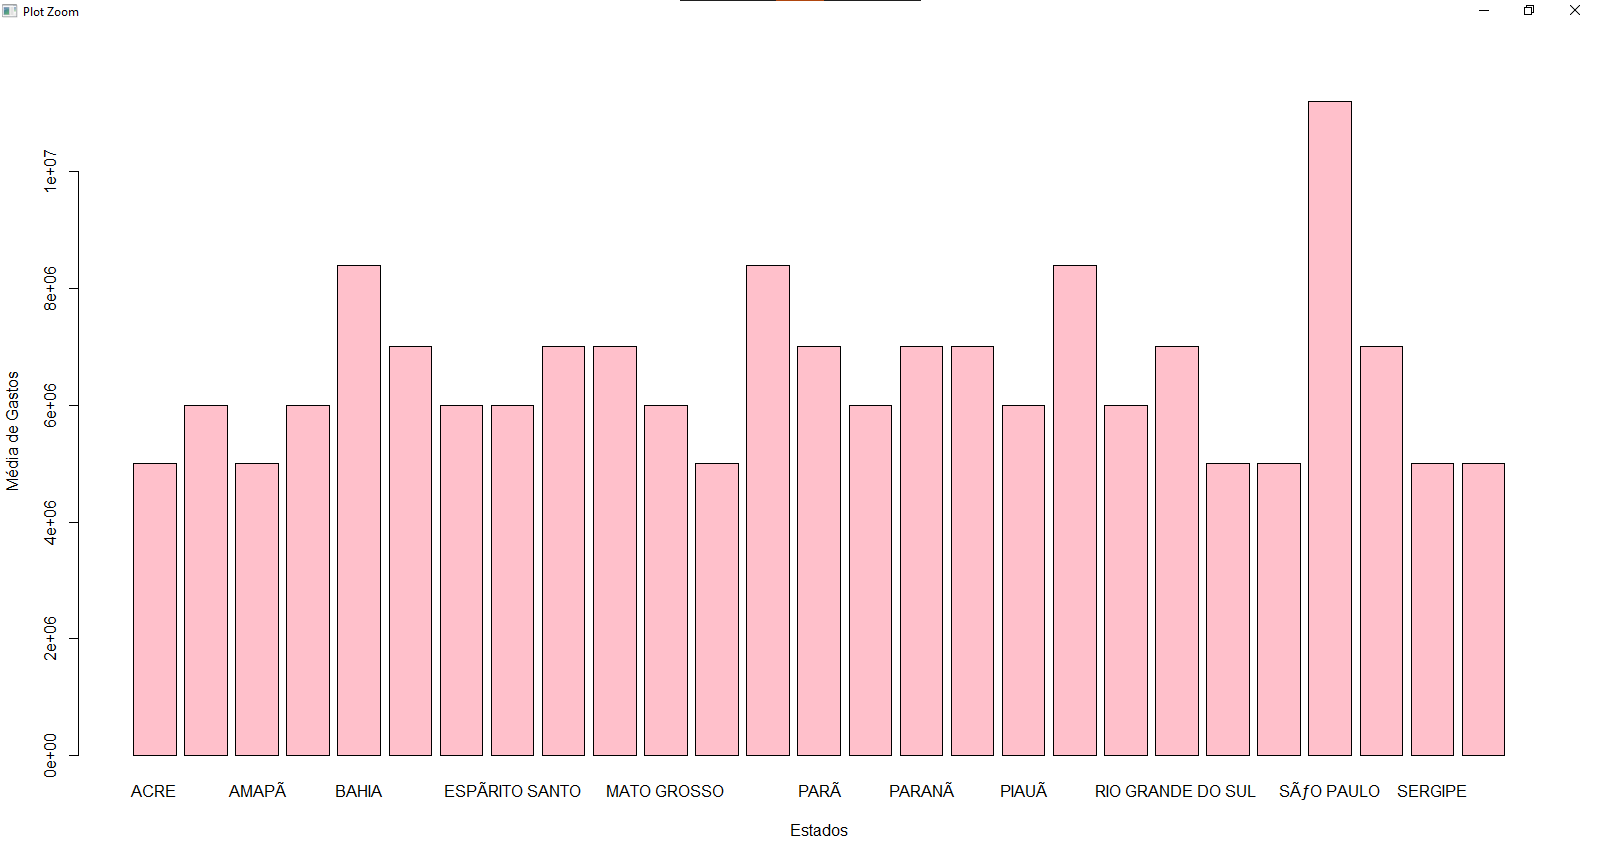 Plot Zoom
1e+07
8e+06
6e+06
4e+06
2e+06
0e+00
Média de Gastos
ACRE AMAPÃ BAHIA ESPÃRITO SANTO MATO GROSSO PARÃ PARANÃ PIAUÃ RIO GRANDE DO SUL SÃƒO PAULO SERGIPE
Estados